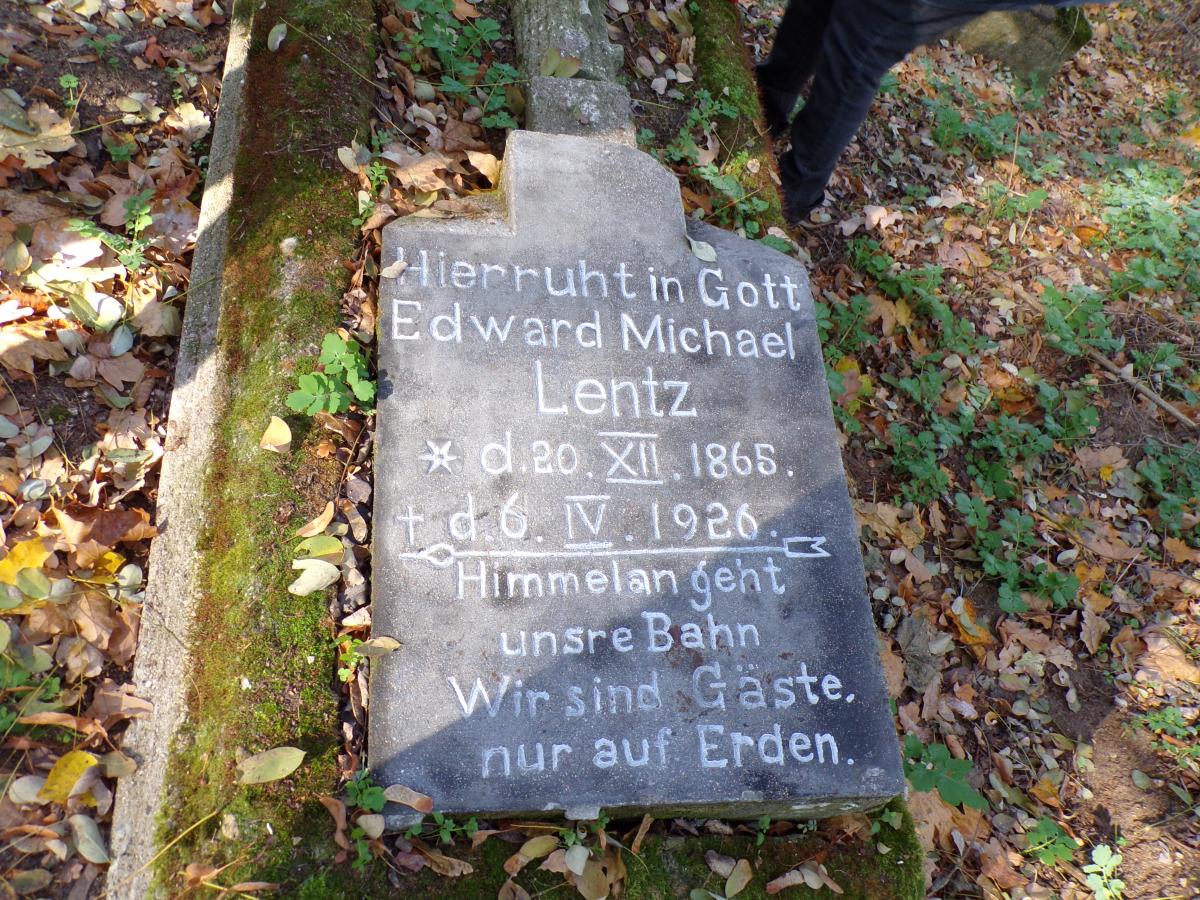 Hier ruht in Gott
Edward Michael
Lentz
* d. 20. XII. 1865.
† d. 6. IV. 1926.
Himmelan geht
unsre Bahn
Wir sind Gäste.
nur auf Erden.